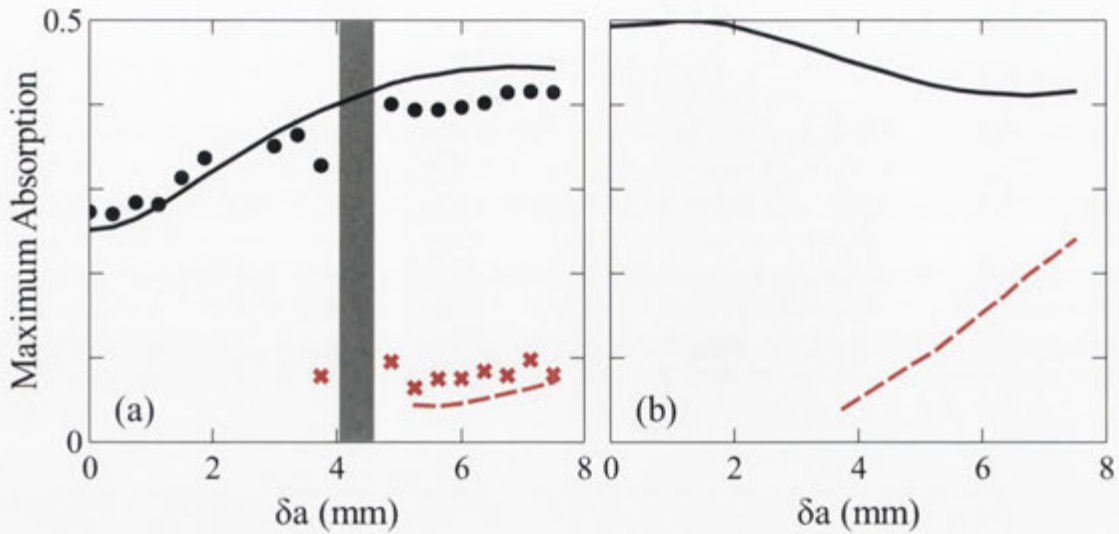 0.5
Maximum Absorption
(a)
(b)
0
0 2 4 6 8
0 2 4 6 8
δa (mm)
δa (mm)